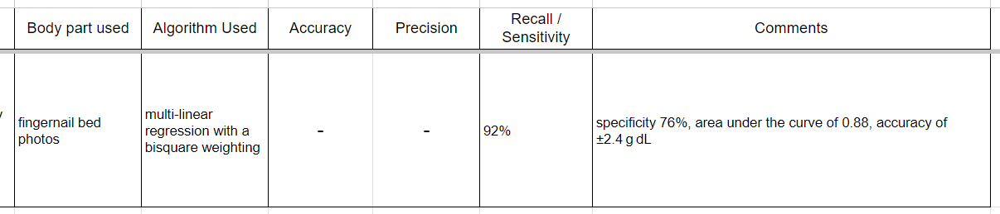 Body part used
Algorithm Used
Accuracy
Precision
Recall /
Sensitivity
Comments
fingernail bed
photos
multi-linear
regression with a
bisquare weighting
-
-
92%
specificity 76%, area under the curve of 0.88, accuracy of
±2.4 g dL